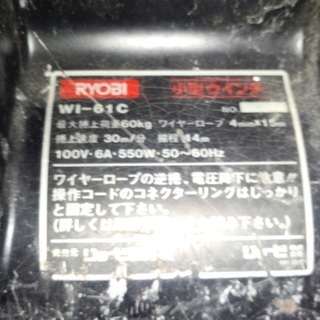 RYOBI 小型ウインチ
WI-61C NO.
最大捲上荷重60kg ワイヤーロープ 4mm×15m
捲上速度 30m/分 揚程 14m
100V·6A·550W·50~60Hz
ワイヤーロープの逆捲、電圧降下に注意!!
操作コードのコネクターリングはしっかり
と固定して下さい。